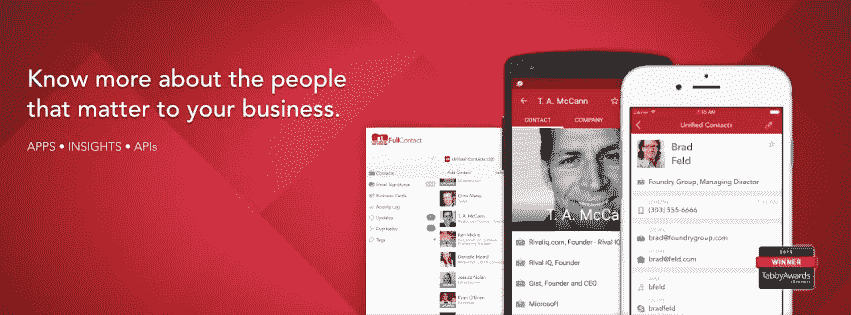 Know more about the people
that matter to your business.
APPS • INSIGHTS • APIs
FullContact
Unified Contacts
Contacts
Email Signatures
Business Cards
Activity Log
Updates
Duplicates
Tags
T. A. McCann
T. A. McCann
CONTACT
COMPANY
T. A. McCa
Rivaliq.com, Founder - Rival IQ
Rival IQ, Founder
Gist, Founder and CEO
Microsoft
Unified Contacts
Brad
Feld
Foundry Group, Managing Director
(303) 555-6666
brad@foundrygroup.com
brad@feld.com
bfeld
bradfeld
WINNER
TabbyAwards